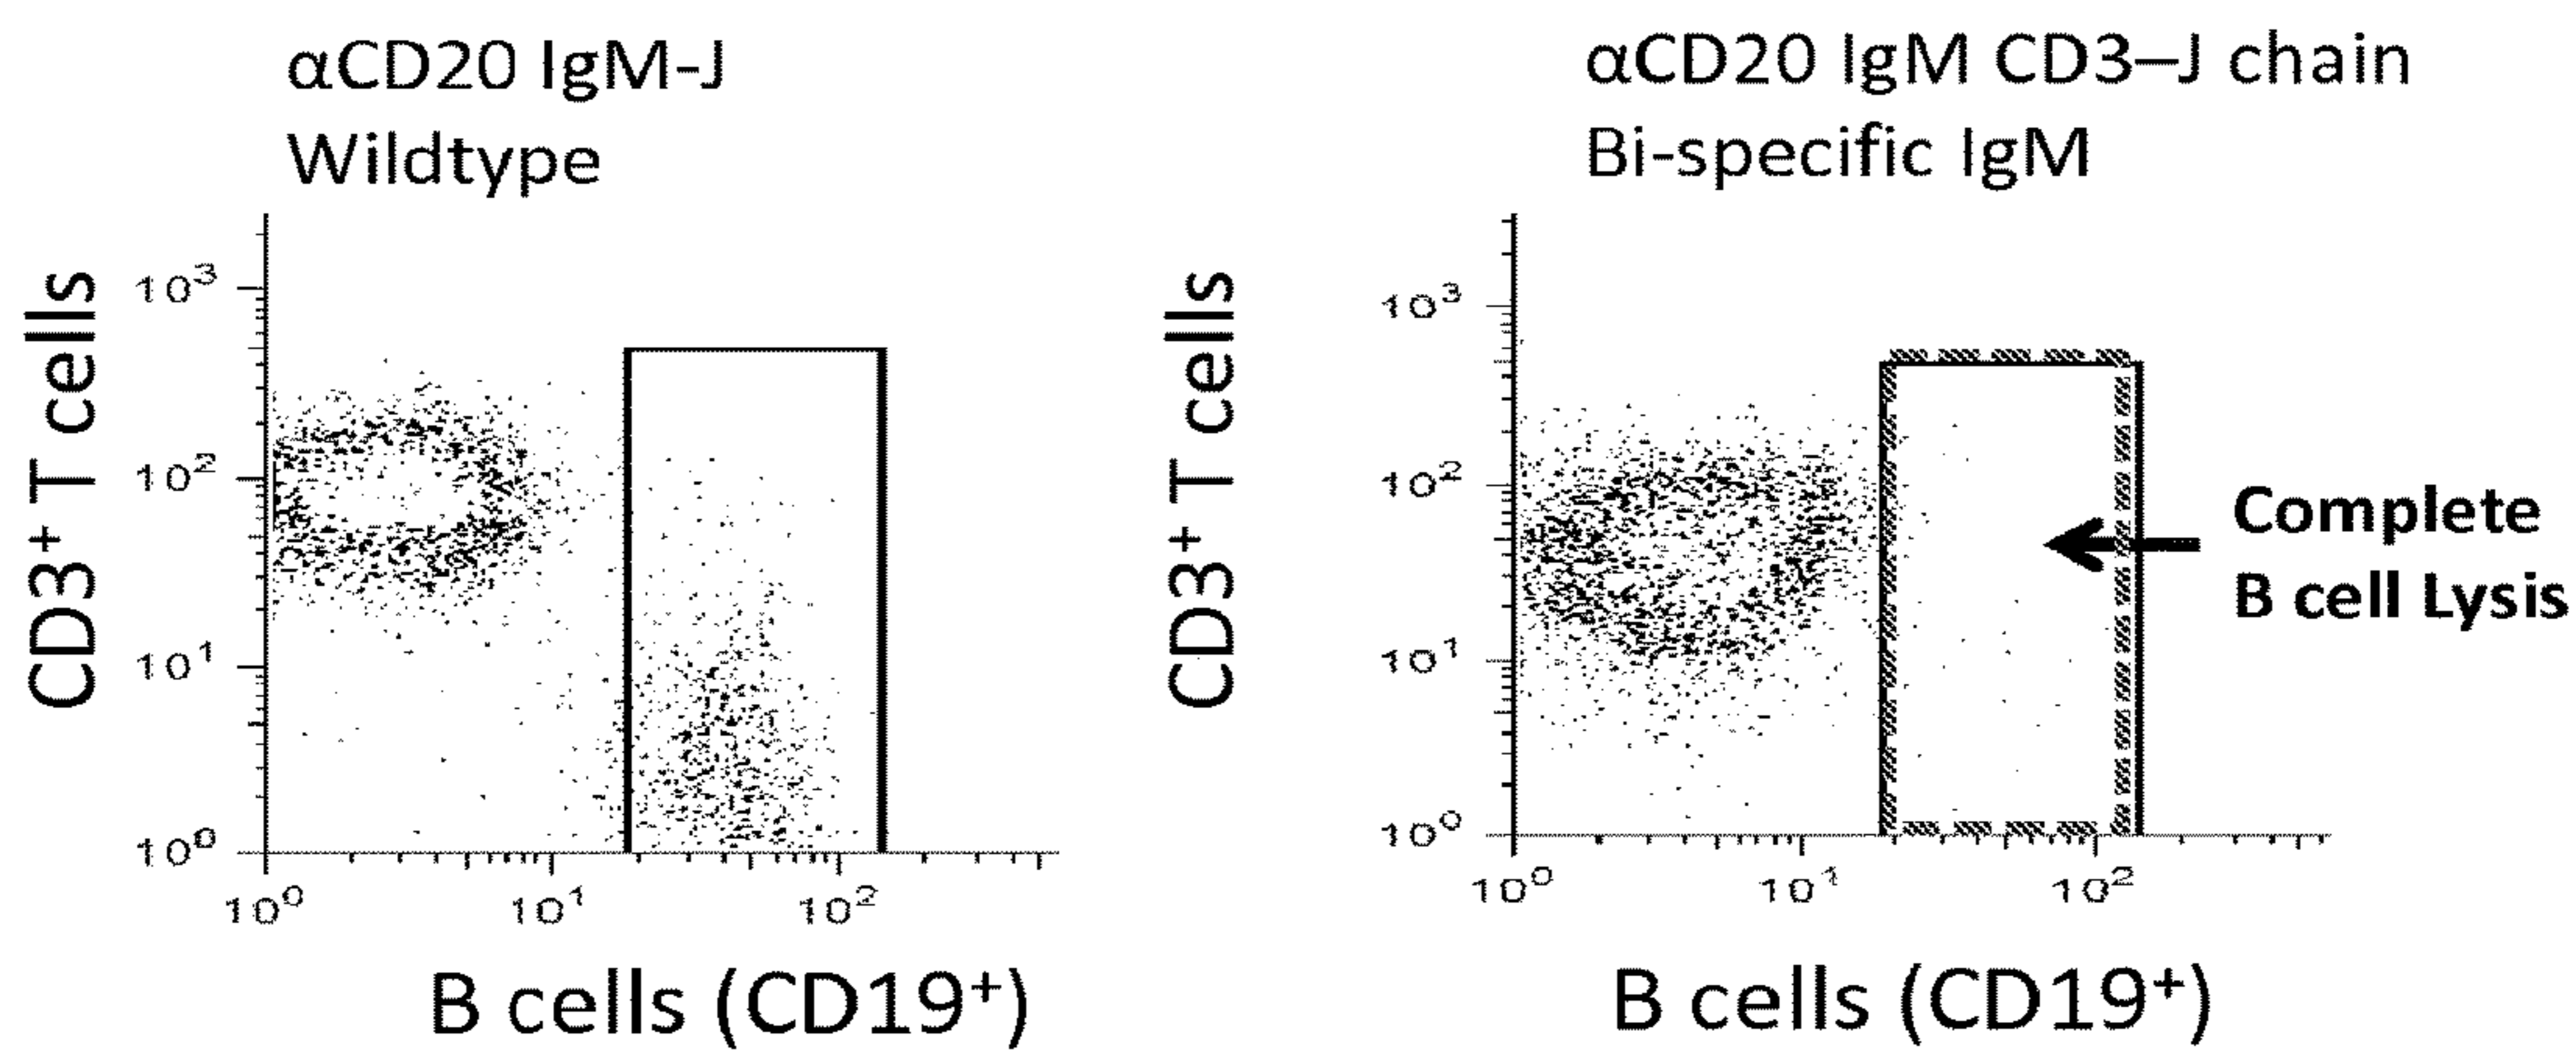 αCD20 IgM-J
Wildtype
CD3⁺ T cells
10³
10²
10¹
10⁰
10⁰ 10¹ 10²
B cells (CD19⁺)
αCD20 IgM CD3–J chain
Bi-specific IgM
CD3⁺ T cells
10³
10²
10¹
10⁰
10⁰ 10¹ 10²
B cells (CD19⁺)
Complete
B cell Lysis